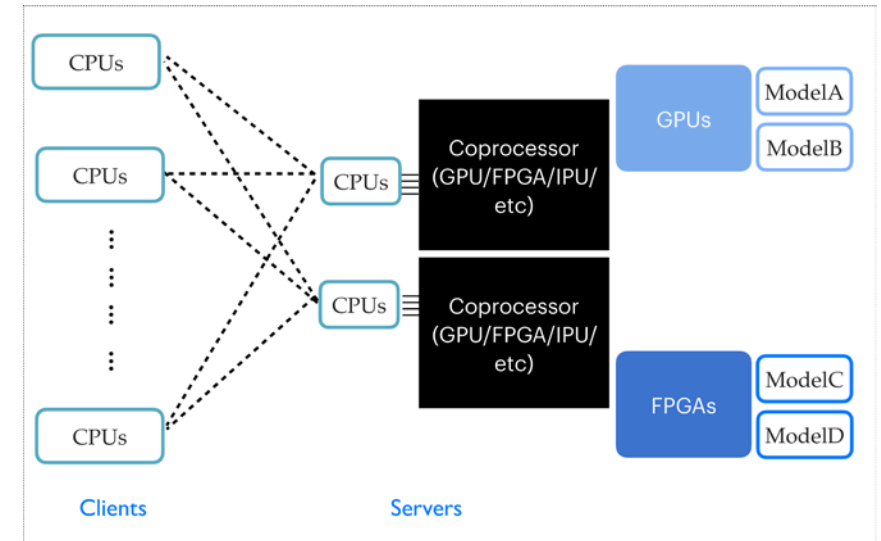 CPUs
CPUs
CPUs
CPUs
CPUs
Coprocessor
(GPU/FPGA/IPU/
etc)
Coprocessor
(GPU/FPGA/IPU/
etc)
GPUs
ModelA
ModelB
FPGAs
ModelC
ModelD
Clients
Servers